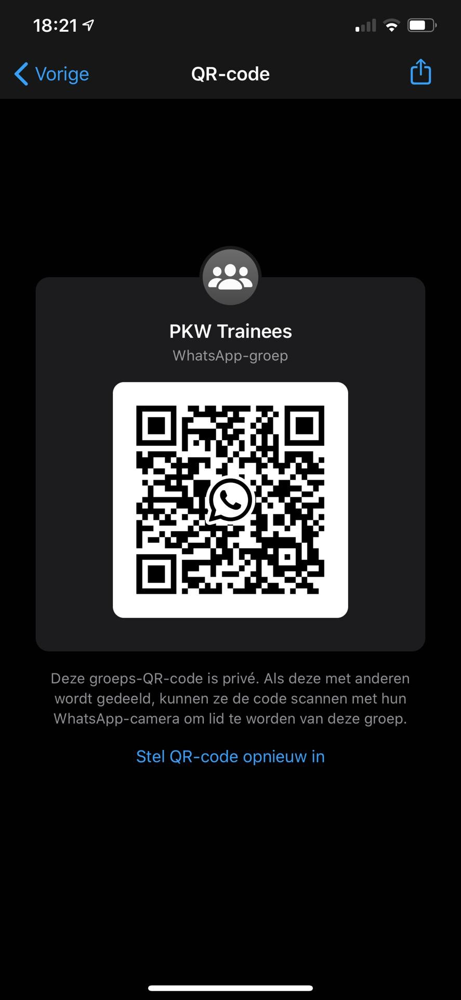 18:21
Vorige
QR-code
PKW Trainees
WhatsApp-groep
Deze groeps-QR-code is privé. Als deze met anderen
wordt gedeeld, kunnen ze de code scannen met hun
WhatsApp-camera om lid te worden van deze groep.
Stel QR-code opnieuw in